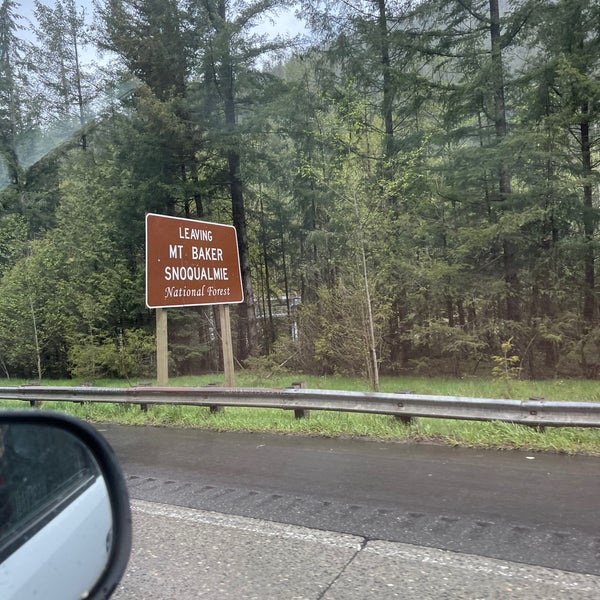 LEAVING
MT BAKER
SNOQUALMIE
National Forest